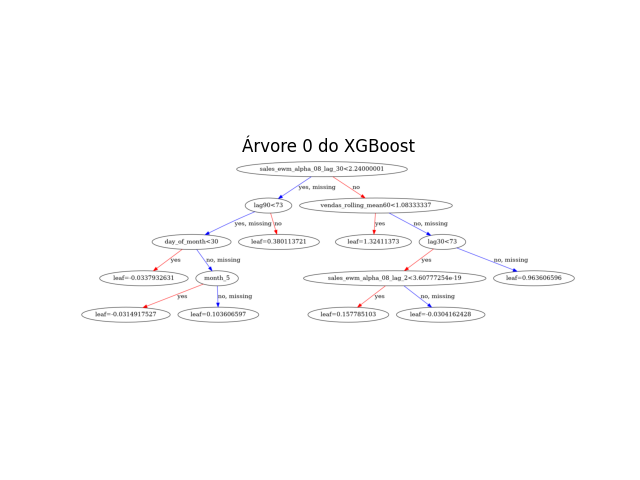 Árvore 0 do XGBoost
sales_ewm_alpha_08_lag_30<2.24000001
yes, missing
no
lag90<73
vendas_rolling_mean60<1.08333337
yes, missing
no
yes
no, missing
day_of_month<30
leaf=0.380113721
leaf=1.32411373
lag30<73
yes
no, missing
yes
no, missing
leaf=-0.0337932631
month_5
sales_ewm_alpha_08_lag_2<3.60777254e-19
leaf=0.963606596
yes
no, missing
yes
no, missing
leaf=-0.0314917527
leaf=0.103606597
leaf=0.157785103
leaf=-0.0304162428